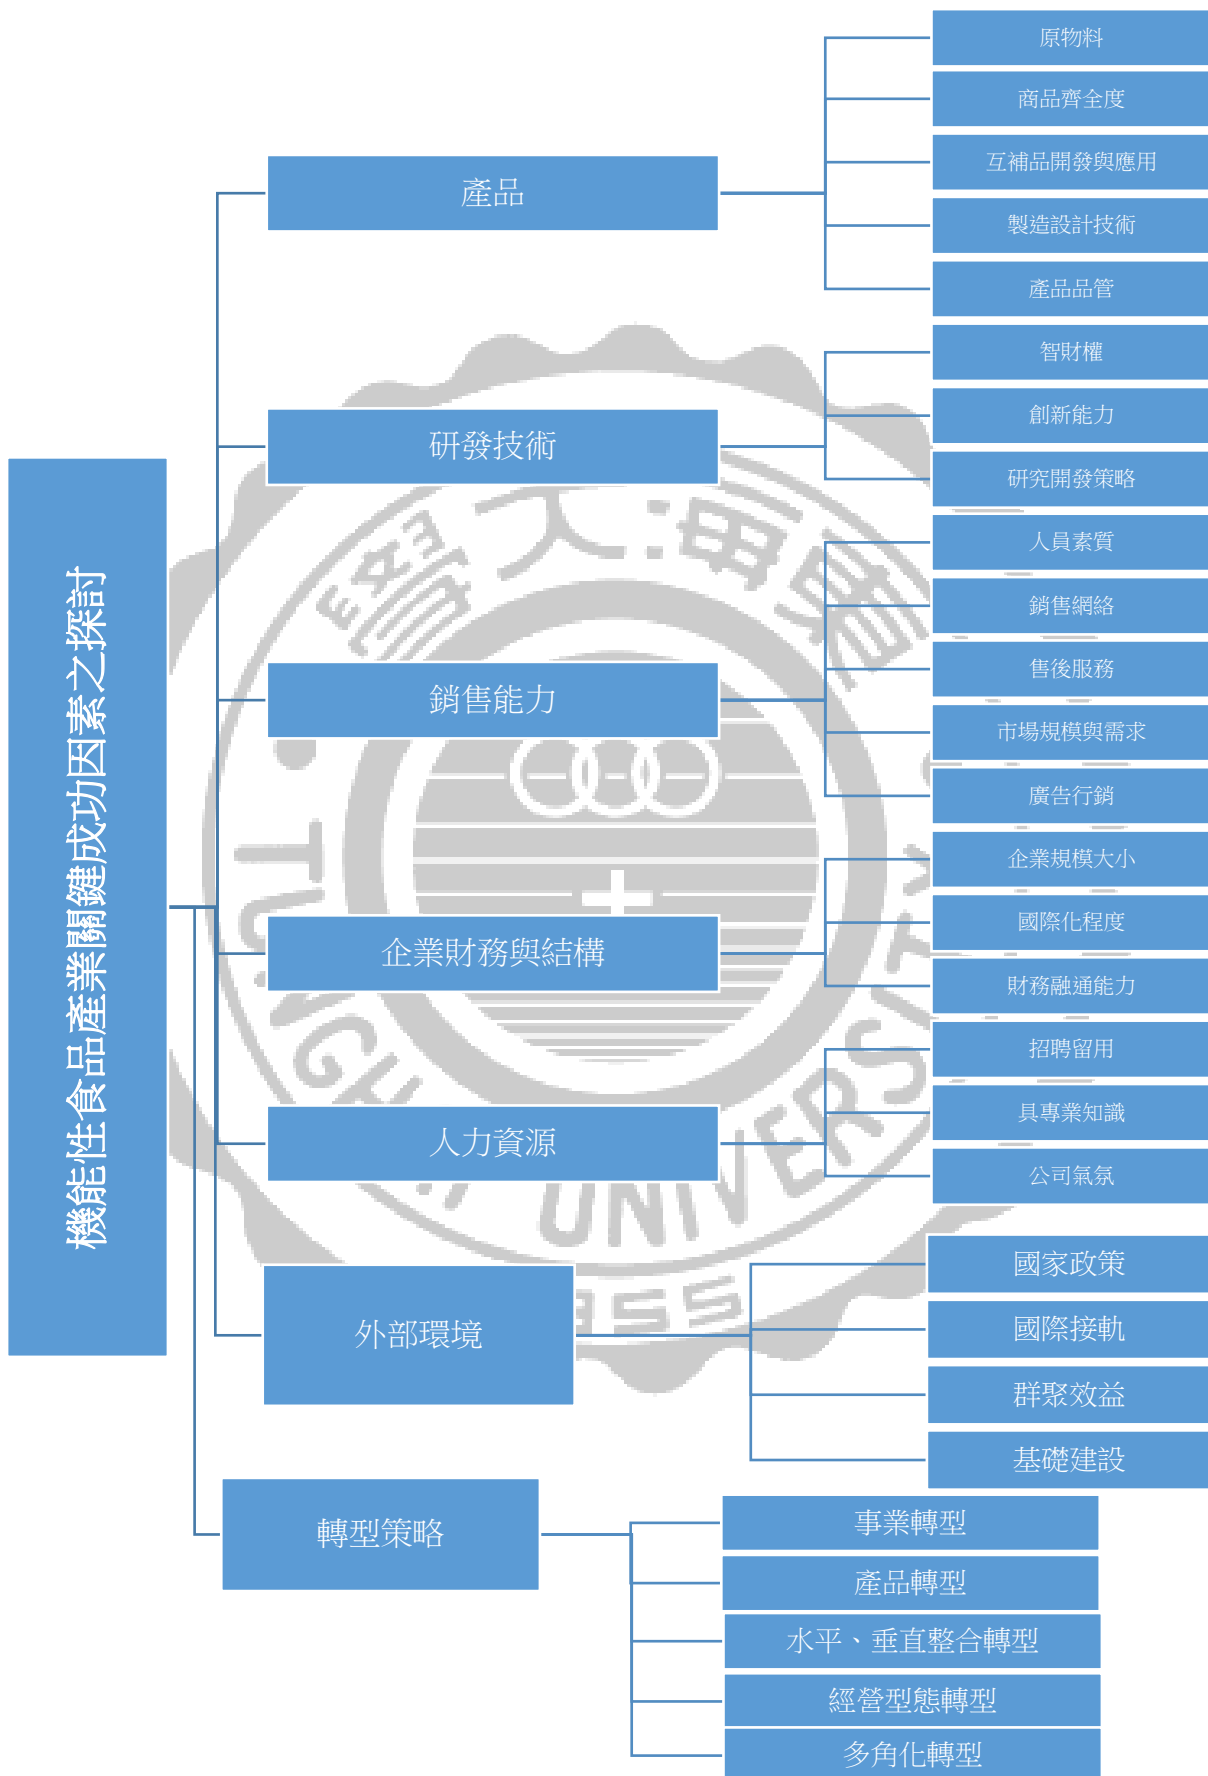 機能性食品產業關鍵成功因素之探討
產品
原物料
商品齊全度
互補品開發與應用
製造設計技術
產品品管
研發技術
智財權
創新能力
研究開發策略
銷售能力
人員素質
銷售網絡
售後服務
市場規模與需求
廣告行銷
企業財務與結構
企業規模大小
國際化程度
財務融通能力
人力資源
招聘留用
具專業知識
公司氣氛
外部環境
國家政策
國際接軌
群聚效益
基礎建設
轉型策略
事業轉型
產品轉型
水平、垂直整合轉型
經營型態轉型
多角化轉型
UNIVERSITY